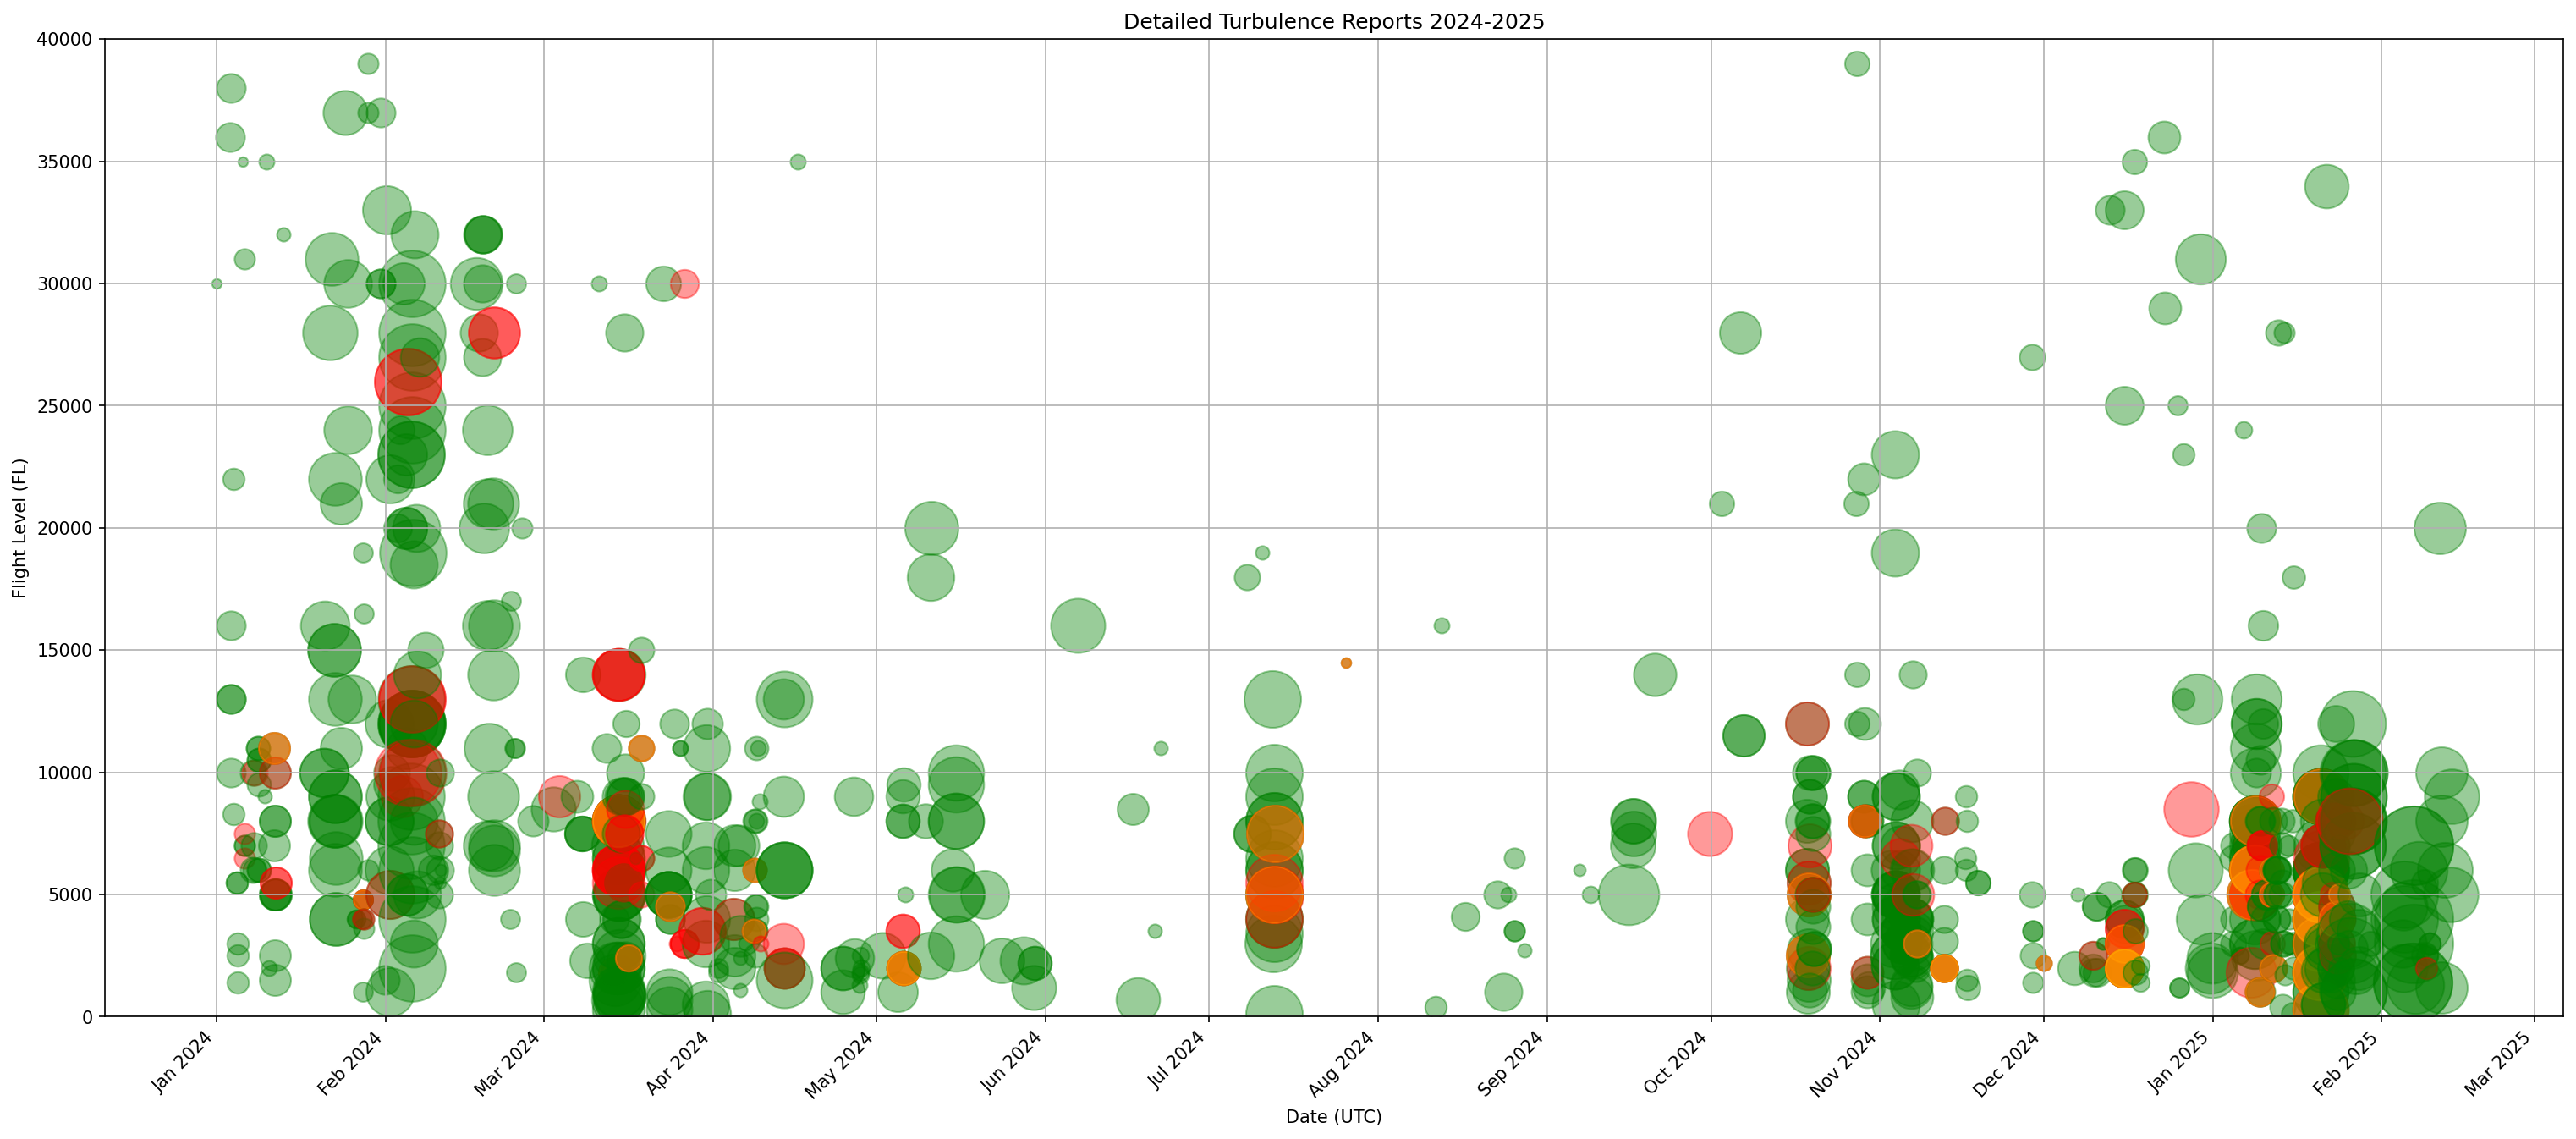 Detailed Turbulence Reports 2024-2025
Flight Level (FL)
40000
35000
30000
25000
20000
15000
10000
5000
0
Jan 2024
Feb 2024
Mar 2024
Apr 2024
May 2024
Jun 2024
Jul 2024
Aug 2024
Sep 2024
Oct 2024
Nov 2024
Dec 2024
Jan 2025
Feb 2025
Mar 2025
Date (UTC)